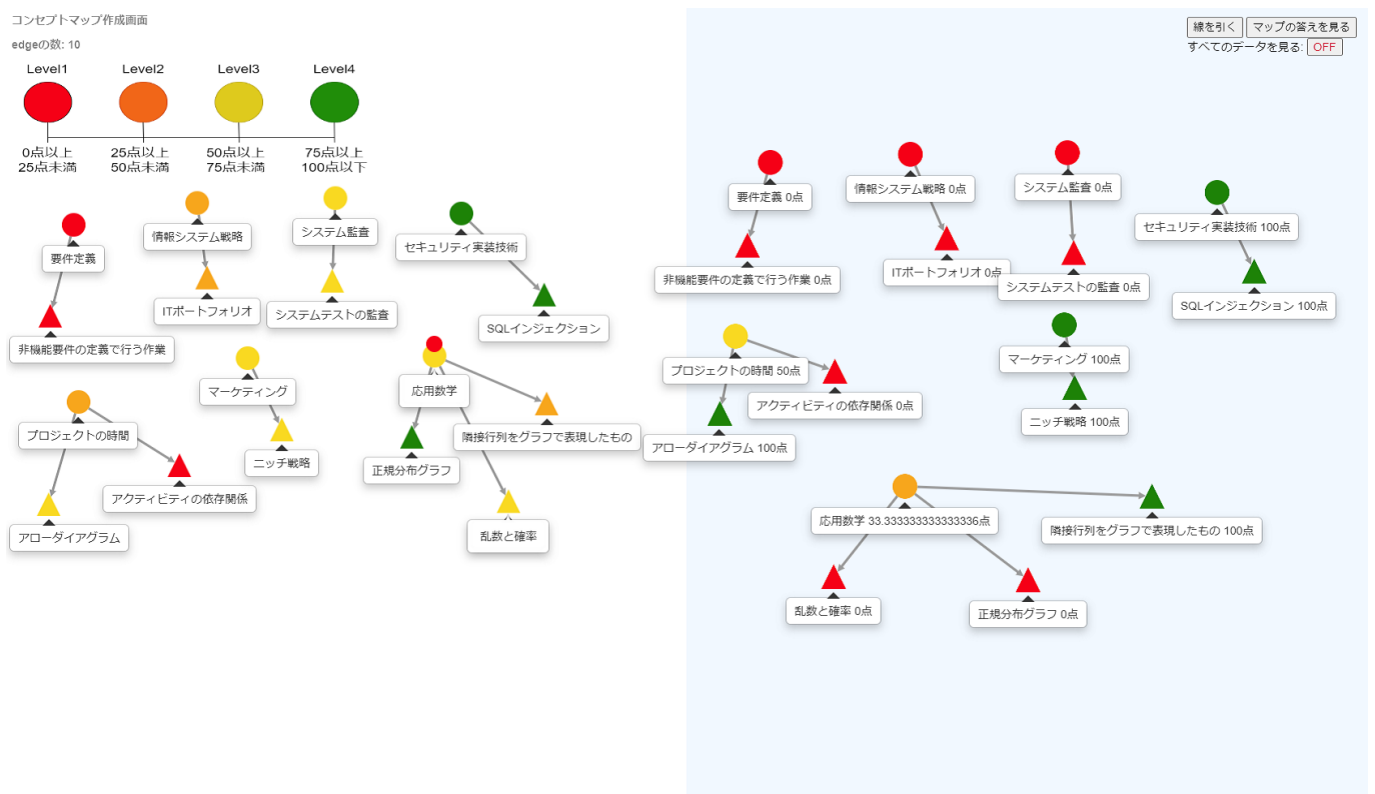 コンセプトマップ作成画面
edgeの数: 10
Level1
Level2
Level3
Level4
0点以上
25点未満
25点以上
50点未満
50点以上
75点未満
75点以上
100点以下
要件定義
非機能要件の定義で行う作業
情報システム戦略
ITポートフォリオ
システム監査
システムテストの監査
セキュリティ実装技術
SQLインジェクション
マーケティング
ニッチ戦略
応用数学
隣接行列をグラフで表現したもの
正規分布グラフ
乱数と確率
プロジェクトの時間
アクティビティの依存関係
アローダイアグラム
線を引く
マップの答えを見る
すべてのデータを見る: OFF
要件定義 0点
非機能要件の定義で行う作業 0点
情報システム戦略 0点
ITポートフォリオ 0点
システム監査 0点
システムテストの監査 0点
セキュリティ実装技術 100点
SQLインジェクション 100点
プロジェクトの時間 50点
アクティビティの依存関係 0点
アローダイアグラム 100点
マーケティング 100点
ニッチ戦略 100点
応用数学 33.333333333333336点
隣接行列をグラフで表現したもの 100点
乱数と確率 0点
正規分布グラフ 0点